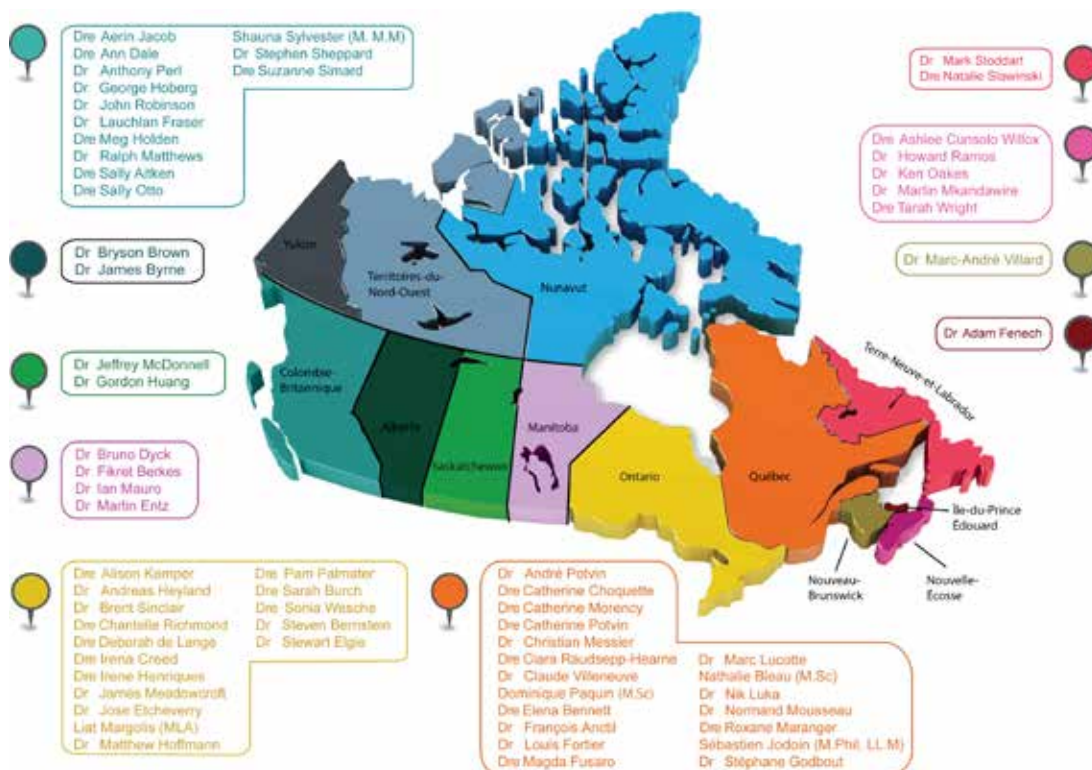 Dre Aerin Jacob
Dre Ann Dale
Dr Anthony Perl
Dr George Hoberg
Dr John Robinson
Dr Lauchlan Fraser
Dre Meg Holden
Dr Ralph Matthews
Dre Sally Aitken
Dre Sally Otto
Shauna Sylvester (M. M.M)
Dr Stephen Sheppard
Dre Suzanne Simard
Dr Bryson Brown
Dr James Byrne
Dr Jeffrey McDonnell
Dr Gordon Huang
Dr Bruno Dyck
Dr Fikret Berkes
Dr Ian Mauro
Dr Martin Entz
Dre Alison Kemper
Dr Andreas Heyland
Dr Brent Sinclair
Dre Chantelle Richmond
Dre Deborah de Lange
Dre Irena Creed
Dre Irene Henriques
Dr James Meadowcroft
Dr Jose Etcheverry
Liat Margolis (MLA)
Dr Matthew Hoffmann
Dre Pam Palmater
Dre Sarah Burch
Dre Sonia Wesche
Dr Steven Bernstein
Dr Stewart Elgie
Dr André Potvin
Dre Catherine Choquette
Dre Catherine Morency
Dre Catherine Potvin
Dr Christian Messier
Dre Ciara Raudsepp-Hearne
Dr Claude Villeneuve
Dominique Paquin (M.Sc)
Dre Elena Bennett
Dr François Anctil
Dr Louis Fortier
Dre Magda Fusaro
Dr Marc Lucotte
Nathalie Bleau (M.Sc)
Dr Nik Luka
Dr Normand Mousseau
Dre Roxane Maranger
Sébastien Jodoin (M.Phil. LL.M)
Dr Stéphane Godbout
Dr Mark Stoddart
Dre Natalie Slawinski
Dre Ashlee Cunsolo Willox
Dr Howard Ramos
Dr Ken Oakes
Dr Martin Mkandawire
Dre Tarah Wright
Dr Marc-André Villard
Dr Adam Fenech
Yukon
Territoires-du-
Nord-Ouest
Nunavut
Colombie-
Britannique
Alberta
Saskatchewan
Manitoba
Ontario
Québec
Terre-Neuve-et-Labrador
Île-du-Prince
Édouard
Nouveau-
Brunswick
Nouvelle-
Écosse